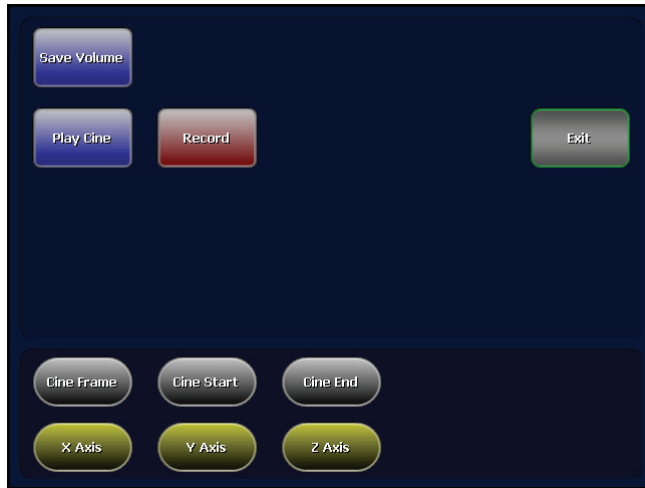 Save Volume
Play Cine
Record
Exit
Cine Frame
Cine Start
Cine End
X Axis
Y Axis
Z Axis